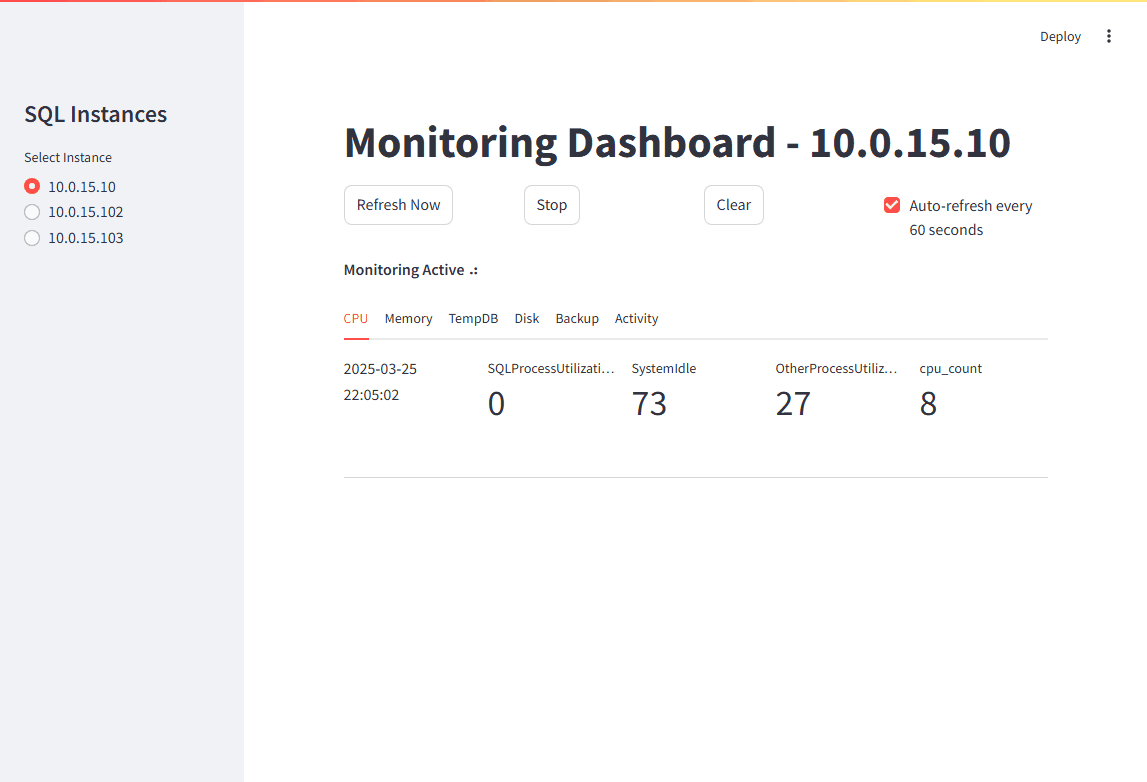 Deploy
SQL Instances
Select Instance
10.0.15.10
10.0.15.102
10.0.15.103
Monitoring Dashboard - 10.0.15.10
Refresh Now
Stop
Clear
Auto-refresh every
60 seconds
Monitoring Active
CPU Memory TempDB Disk Backup Activity
2025-03-25
22:05:02
SQLProcessUtilizati...
0
SystemIdle
73
OtherProcessUtiliz...
27
cpu_count
8